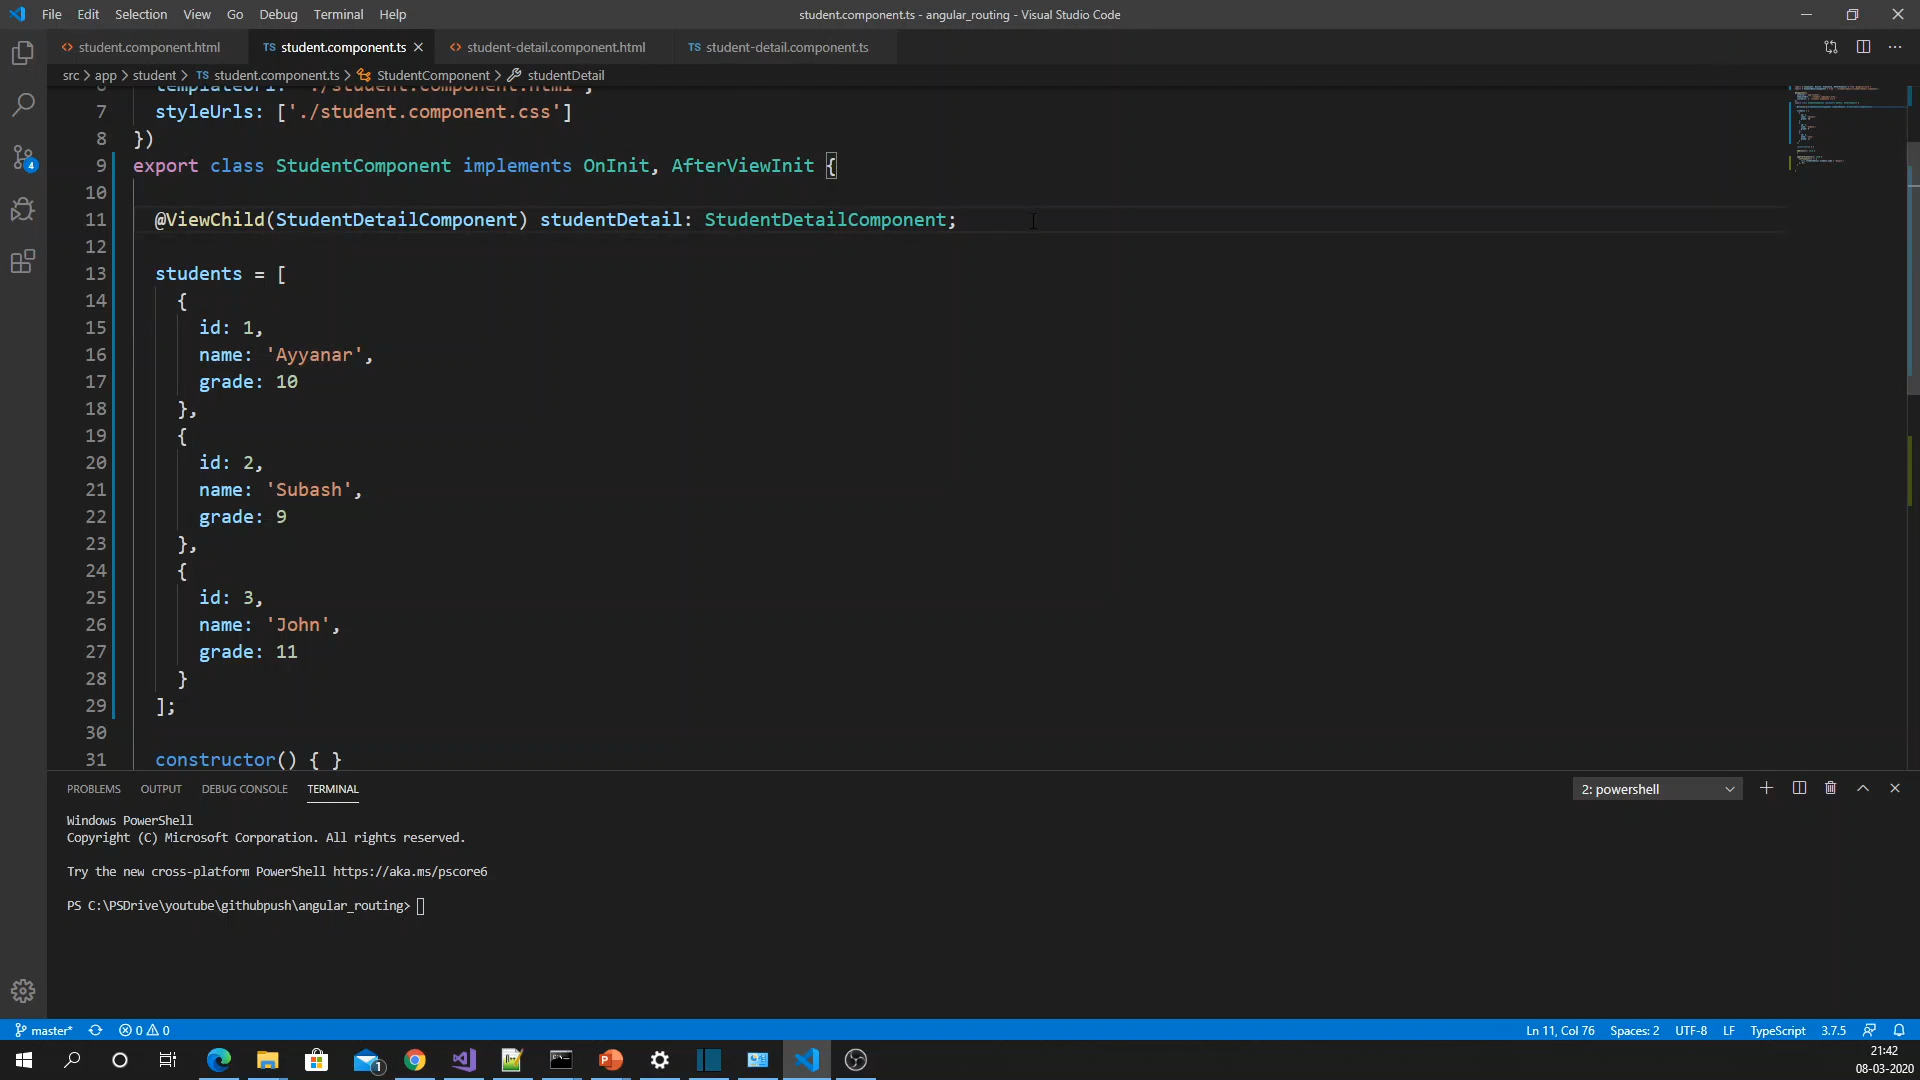 File Edit Selection View Go Debug Terminal Help
student.component.ts - angular_routing - Visual Studio Code
student.component.html
TS student.component.ts
student-detail.component.html
TS student-detail.component.ts
src > app > student > TS student.component.ts > StudentComponent > studentDetail
6 templateUrl: './student.component.html',
7 styleUrls: ['./student.component.css']
8 })
9 export class StudentComponent implements OnInit, AfterViewInit {
10
11 @ViewChild(StudentDetailComponent) studentDetail: StudentDetailComponent;
12
13 students = [
14 {
15 id: 1,
16 name: 'Ayyanar',
17 grade: 10
18 },
19 {
20 id: 2,
21 name: 'Subash',
22 grade: 9
23 },
24 {
25 id: 3,
26 name: 'John',
27 grade: 11
28 }
29 ];
30
31 constructor() { }
4
PROBLEMS OUTPUT DEBUG CONSOLE TERMINAL
2: powershell
Windows PowerShell
Copyright (C) Microsoft Corporation. All rights reserved.
Try the new cross-platform PowerShell https://aka.ms/pscore6
PS C:\PSDrive\youtube\githubpush\angular_routing>
master* 0 0
Ln 11, Col 76 Spaces: 2 UTF-8 LF TypeScript 3.7.5
1
21:42
08-03-2020